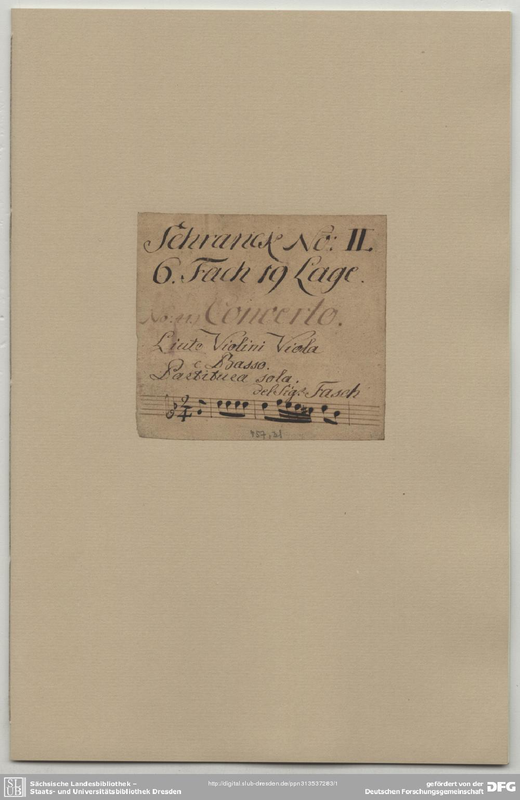 Schranck No: II.
6. Fach 19 Lage.
Concerto.
Liuto Violini Viola
e Basso.
Partitura sola.
del Sigr. Fasch
Sächsische Landesbibliothek –
Staats- und Universitätsbibliothek Dresden
http://digital.slub-dresden.de/ppn313537283/1
gefördert von der
Deutschen Forschungsgemeinschaft
DFG